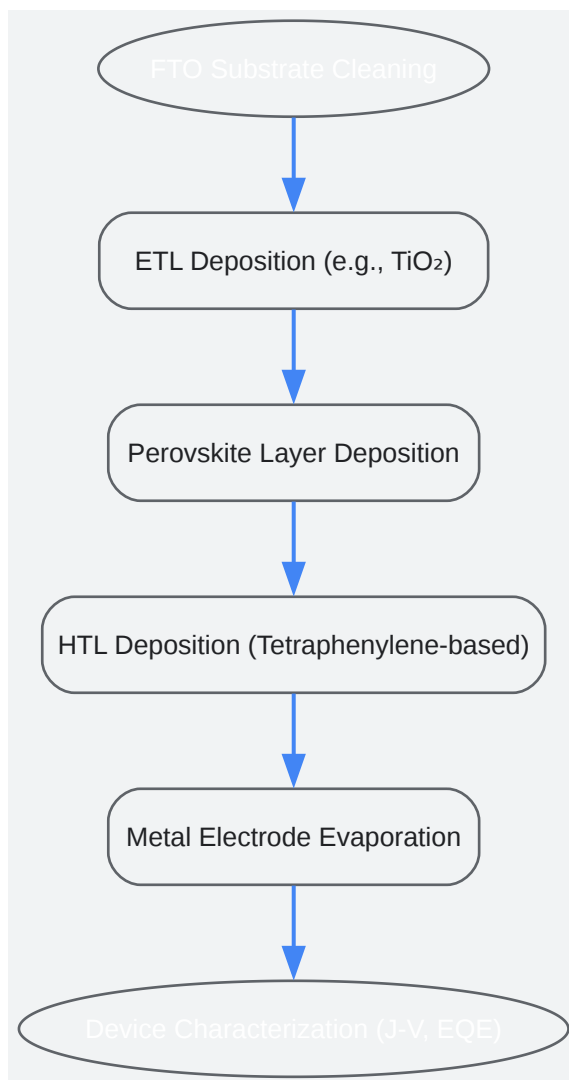 FTO Substrate Cleaning
ETL Deposition (e.g., TiO₂)
Perovskite Layer Deposition
HTL Deposition (Tetraphenylene-based)
Metal Electrode Evaporation
Device Characterization (J-V, EQE)